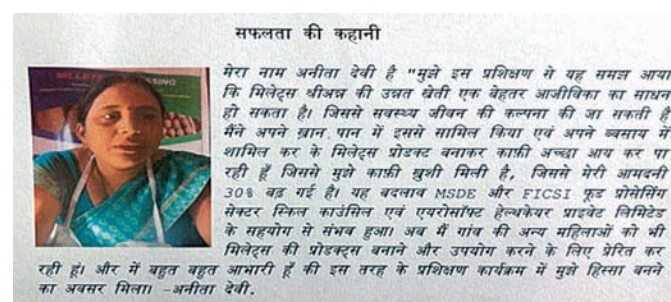 सफलता की कहानी
MILLETS
SSING
मेरा नाम अनीता देवी है "मुझे इस प्रशिक्षण से यह समझ आया
कि मिलेट्स श्रीअन्न की उन्नत खेती एक बेहतर आजीविका का साधन
हो सकता है। जिससे सवस्थ्य जीवन की कल्पना की जा सकती है
मैंने अपने खान पान में इससे सामिल किया एवं अपने व्यसाय में
शामिल कर के मिलेट्स प्रोडक्ट बनाकर काफ़ी अच्छा आय कर पा
रही हूँ जिससे मुझे काफ़ी ख़ुशी मिली है, जिससे मेरी आमदनी
30% बढ़ गई है। यह बदलाव MSDE और FICSI फूड प्रोसेसिंग
सेक्टर स्किल काउंसिल एवं एयरोसॉफ्ट हेल्थकेयर प्राइवेट लिमिटेड
के सहयोग से संभव हुआ। अब मैं गांव की अन्य महिलाओं को भी
मिलेट्स की प्रोडक्ट्स बनाने और उपयोग करने के लिए प्रेरित कर
रही हूं। और में बहुत बहुत आभारी हूँ की इस तरह के प्रशिक्षण कार्यक्रम में मुझे हिस्सा बनने
का अवसर मिला। -अनीता देवी.